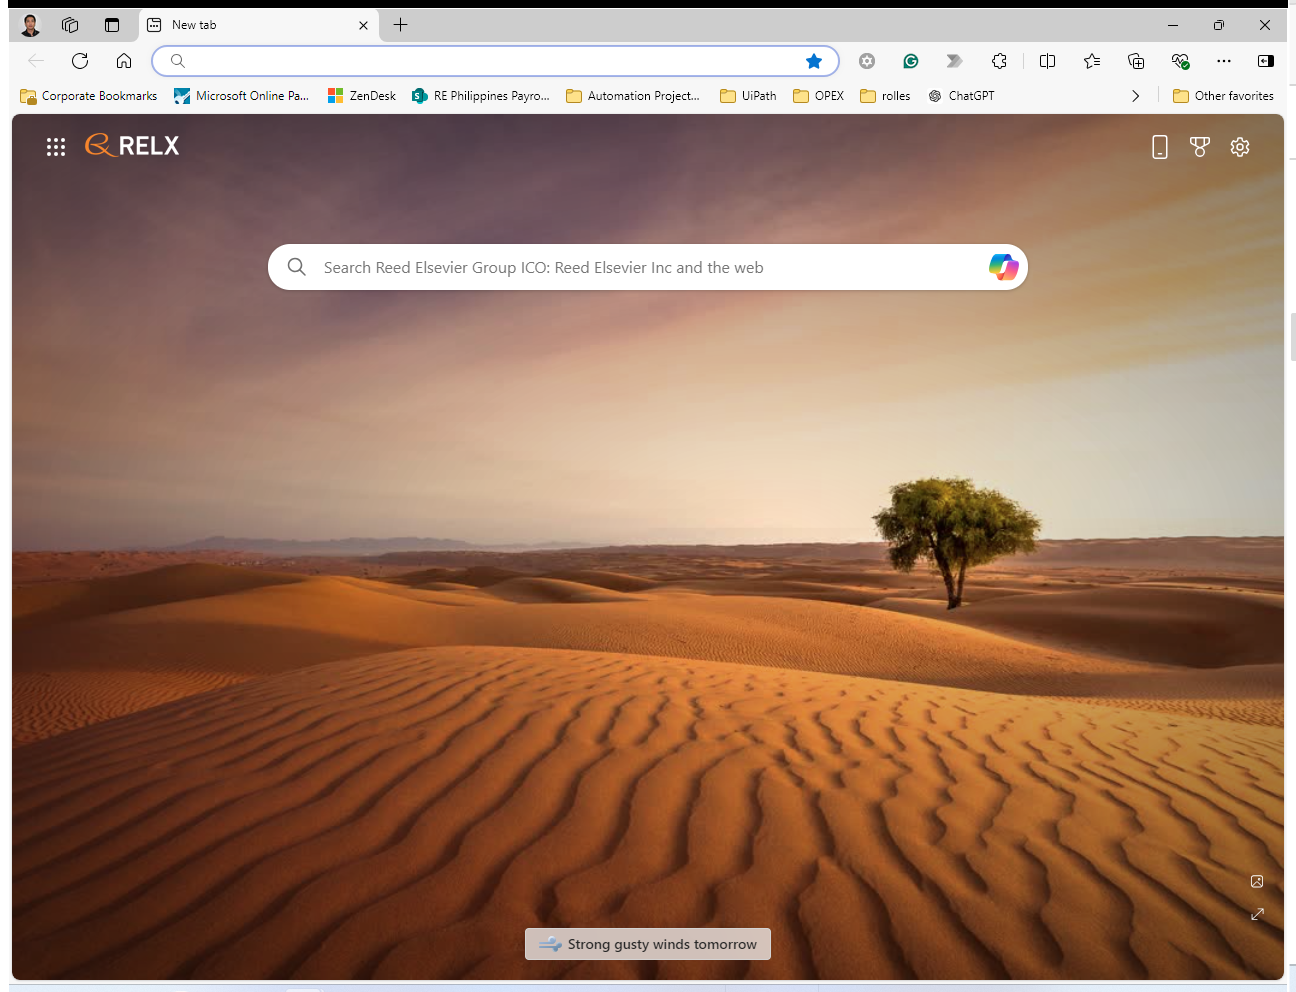 New tab
Corporate Bookmarks Microsoft Online Pa... ZenDesk RE Philippines Payro... Automation Project... UiPath OPEX rolles ChatGPT Other favorites
RELX
Search Reed Elsevier Group ICO: Reed Elsevier Inc and the web
Strong gusty winds tomorrow